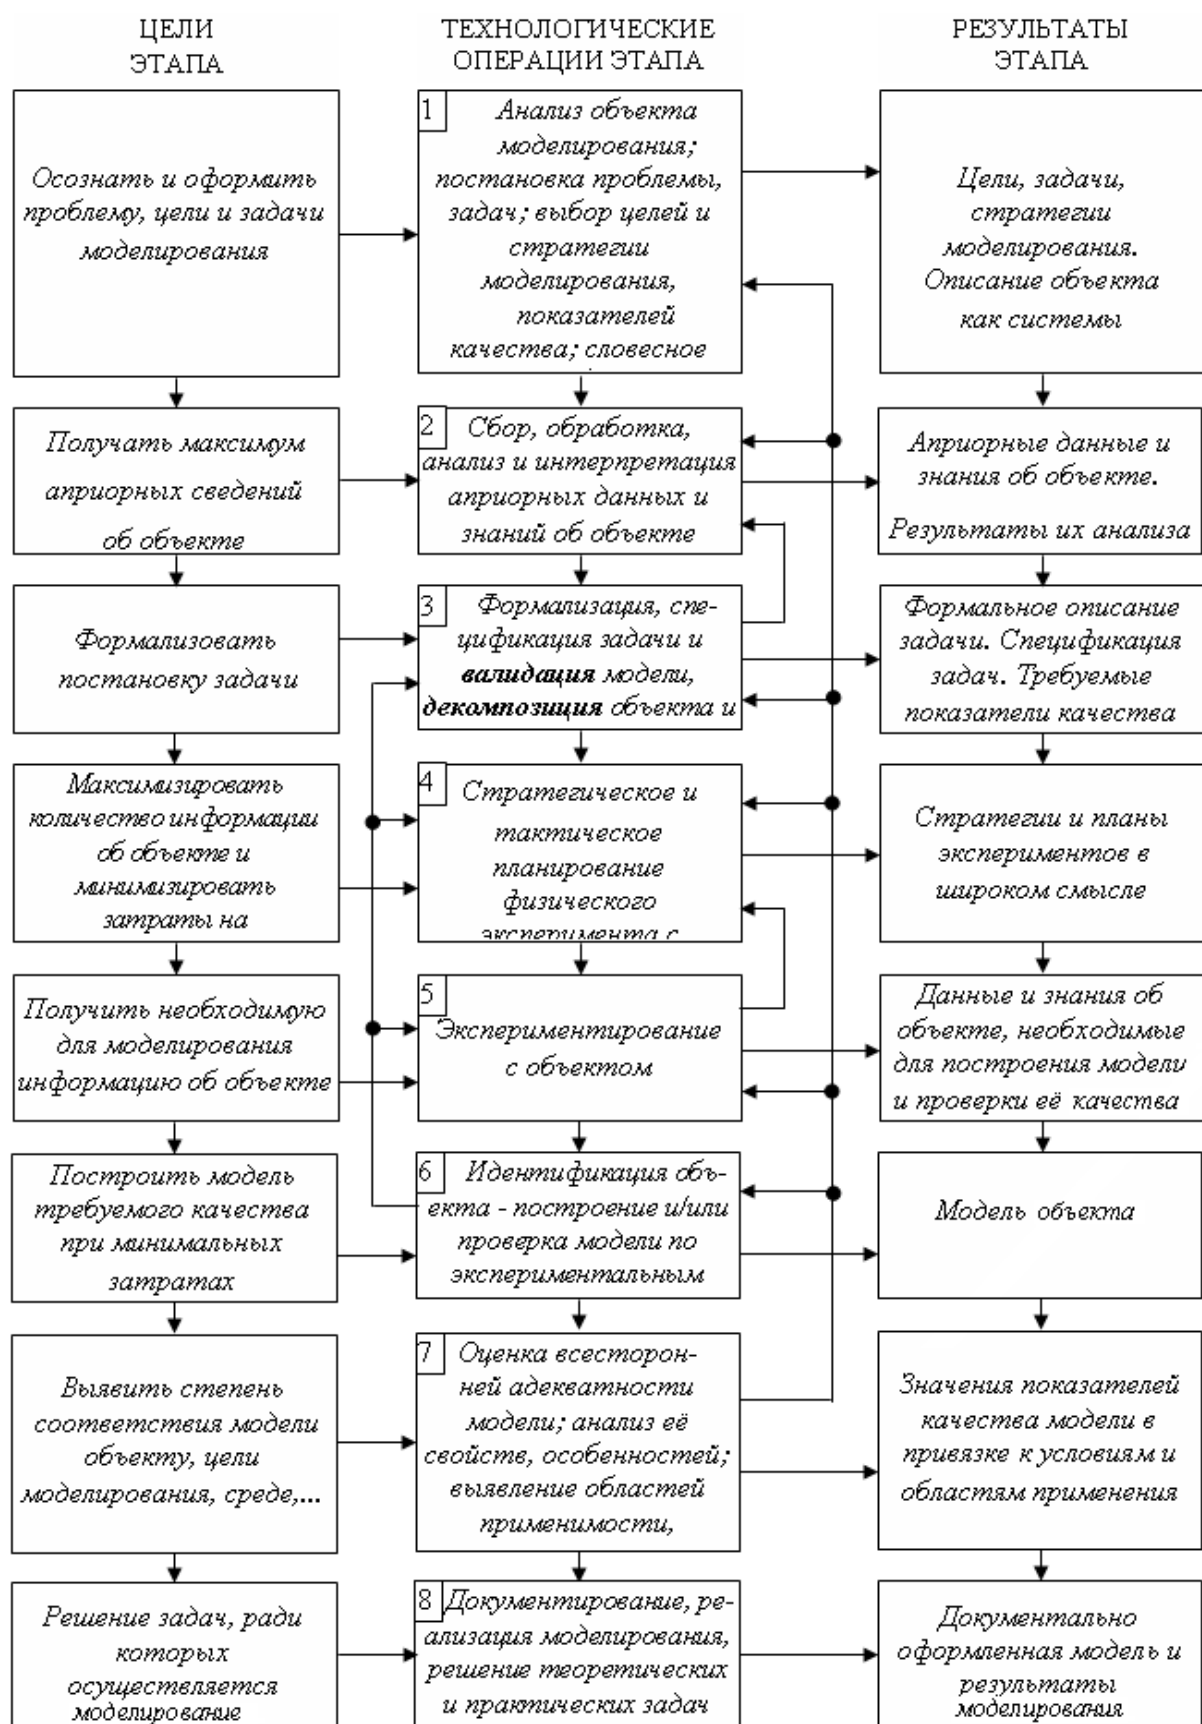 ЦЕЛИ
ЭТАПА
ТЕХНОЛОГИЧЕСКИЕ
ОПЕРАЦИИ ЭТАПА
РЕЗУЛЬТАТЫ
ЭТАПА
Осознать и оформить
проблему, цели и задачи
моделирования
1
Анализ объекта
моделирования;
постановка проблемы,
задач; выбор целей и
стратегии
моделирования,
показателей
качества; словесное
Цели, задачи,
стратегии
моделирования.
Описание объекта
как системы
Получать максимум
априорных сведений
об объекте
2
Сбор, обработка,
анализ и интерпретация
априорных данных и
знаний об объекте
Априорные данные и
знания об объекте.
Результаты их анализа
Формализовать
постановку задачи
3
Формализация, спе-
цификация задачи и
валидация модели,
декомпозиция объекта и
Формальное описание
задачи. Спецификация
задач. Требуемые
показатели качества
Максимизировать
количество информации
об объекте и
минимизировать
затраты на
4
Стратегическое и
тактическое
планирование
физического
эксперимента с
Стратегии и планы
экспериментов в
широком смысле
Получить необходимую
для моделирования
информацию об объекте
5
Экспериментирование
с объектом
Данные и знания об
объекте, необходимые
для построения модели
и проверки её качества
Построить модель
требуемого качества
при минимальных
затратах
6
Идентификация объ-
екта - построение и/или
проверка модели по
экспериментальным
Модель объекта
Выявить степень
соответствия модели
объекту, цели
моделирования, среде,...
7
Оценка всесторон-
ней адекватности
модели; анализ её
свойств, особенностей;
выявление областей
применимости,
Значения показателей
качества модели в
привязке к условиям и
областям применения
Решение задач, ради
которых
осуществляется
моделирование
8
Документирование, ре-
ализация моделирования,
решение теоретических
и практических задач
Документально
оформленная модель и
результаты
моделирования